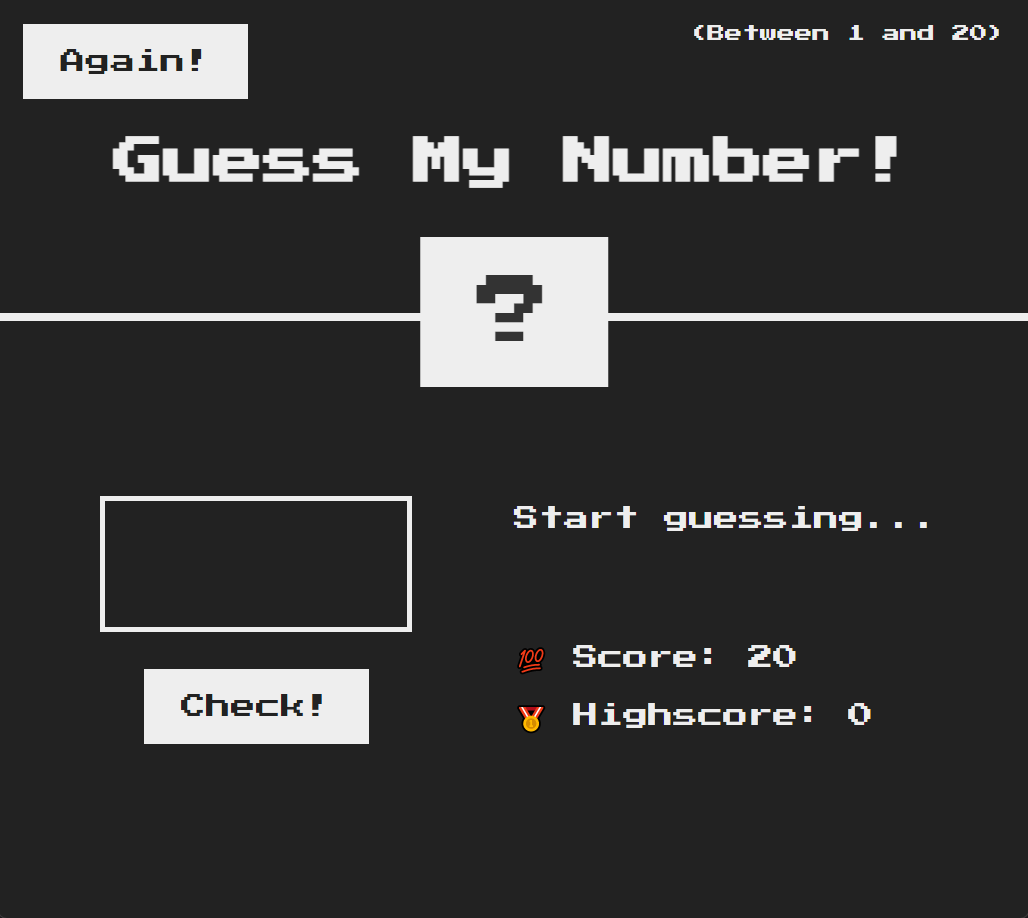 Again!
(Between 1 and 20)
Guess My Number!
?
Start guessing...
Check!
💯 Score: 20
🥇 Highscore: 0